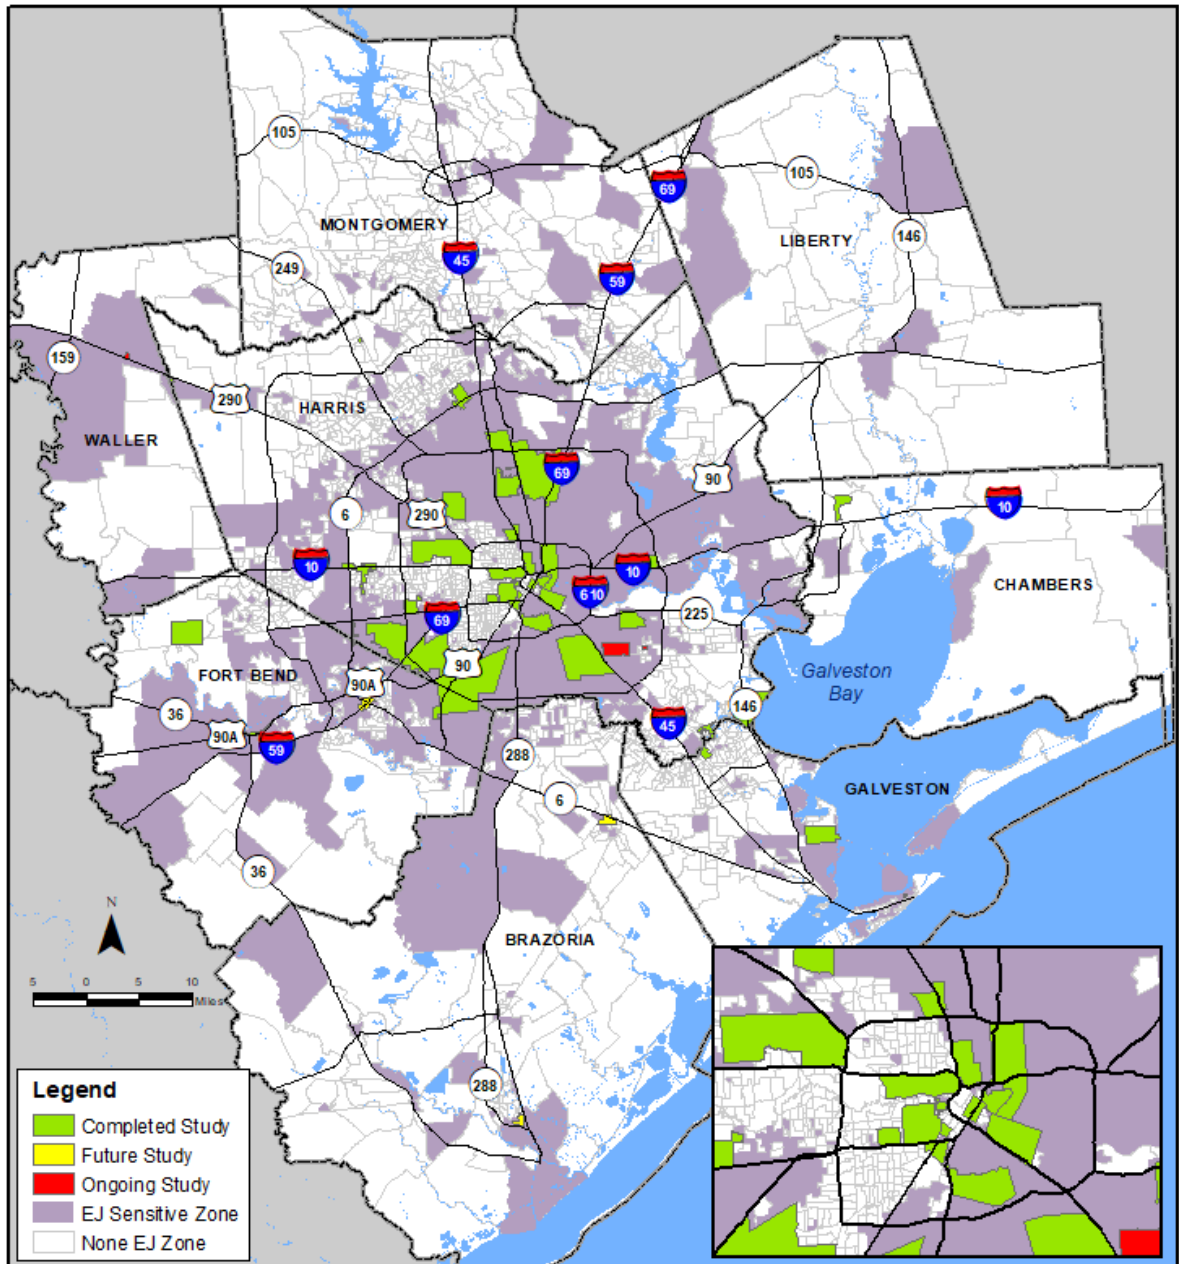 105
69
105
MONTGOMERY
LIBERTY
146
45
249
59
159
290
HARRIS
WALLER
69
90
6
290
10
10
10
610
CHAMBERS
69
225
90
FORT BEND
90A
Galveston
Bay
36
90A
59
45
146
288
GALVESTON
6
36
N
BRAZORIA
5
0
5
10
Miles
288
Legend
Completed Study
Future Study
Ongoing Study
EJ Sensitive Zone
None EJ Zone